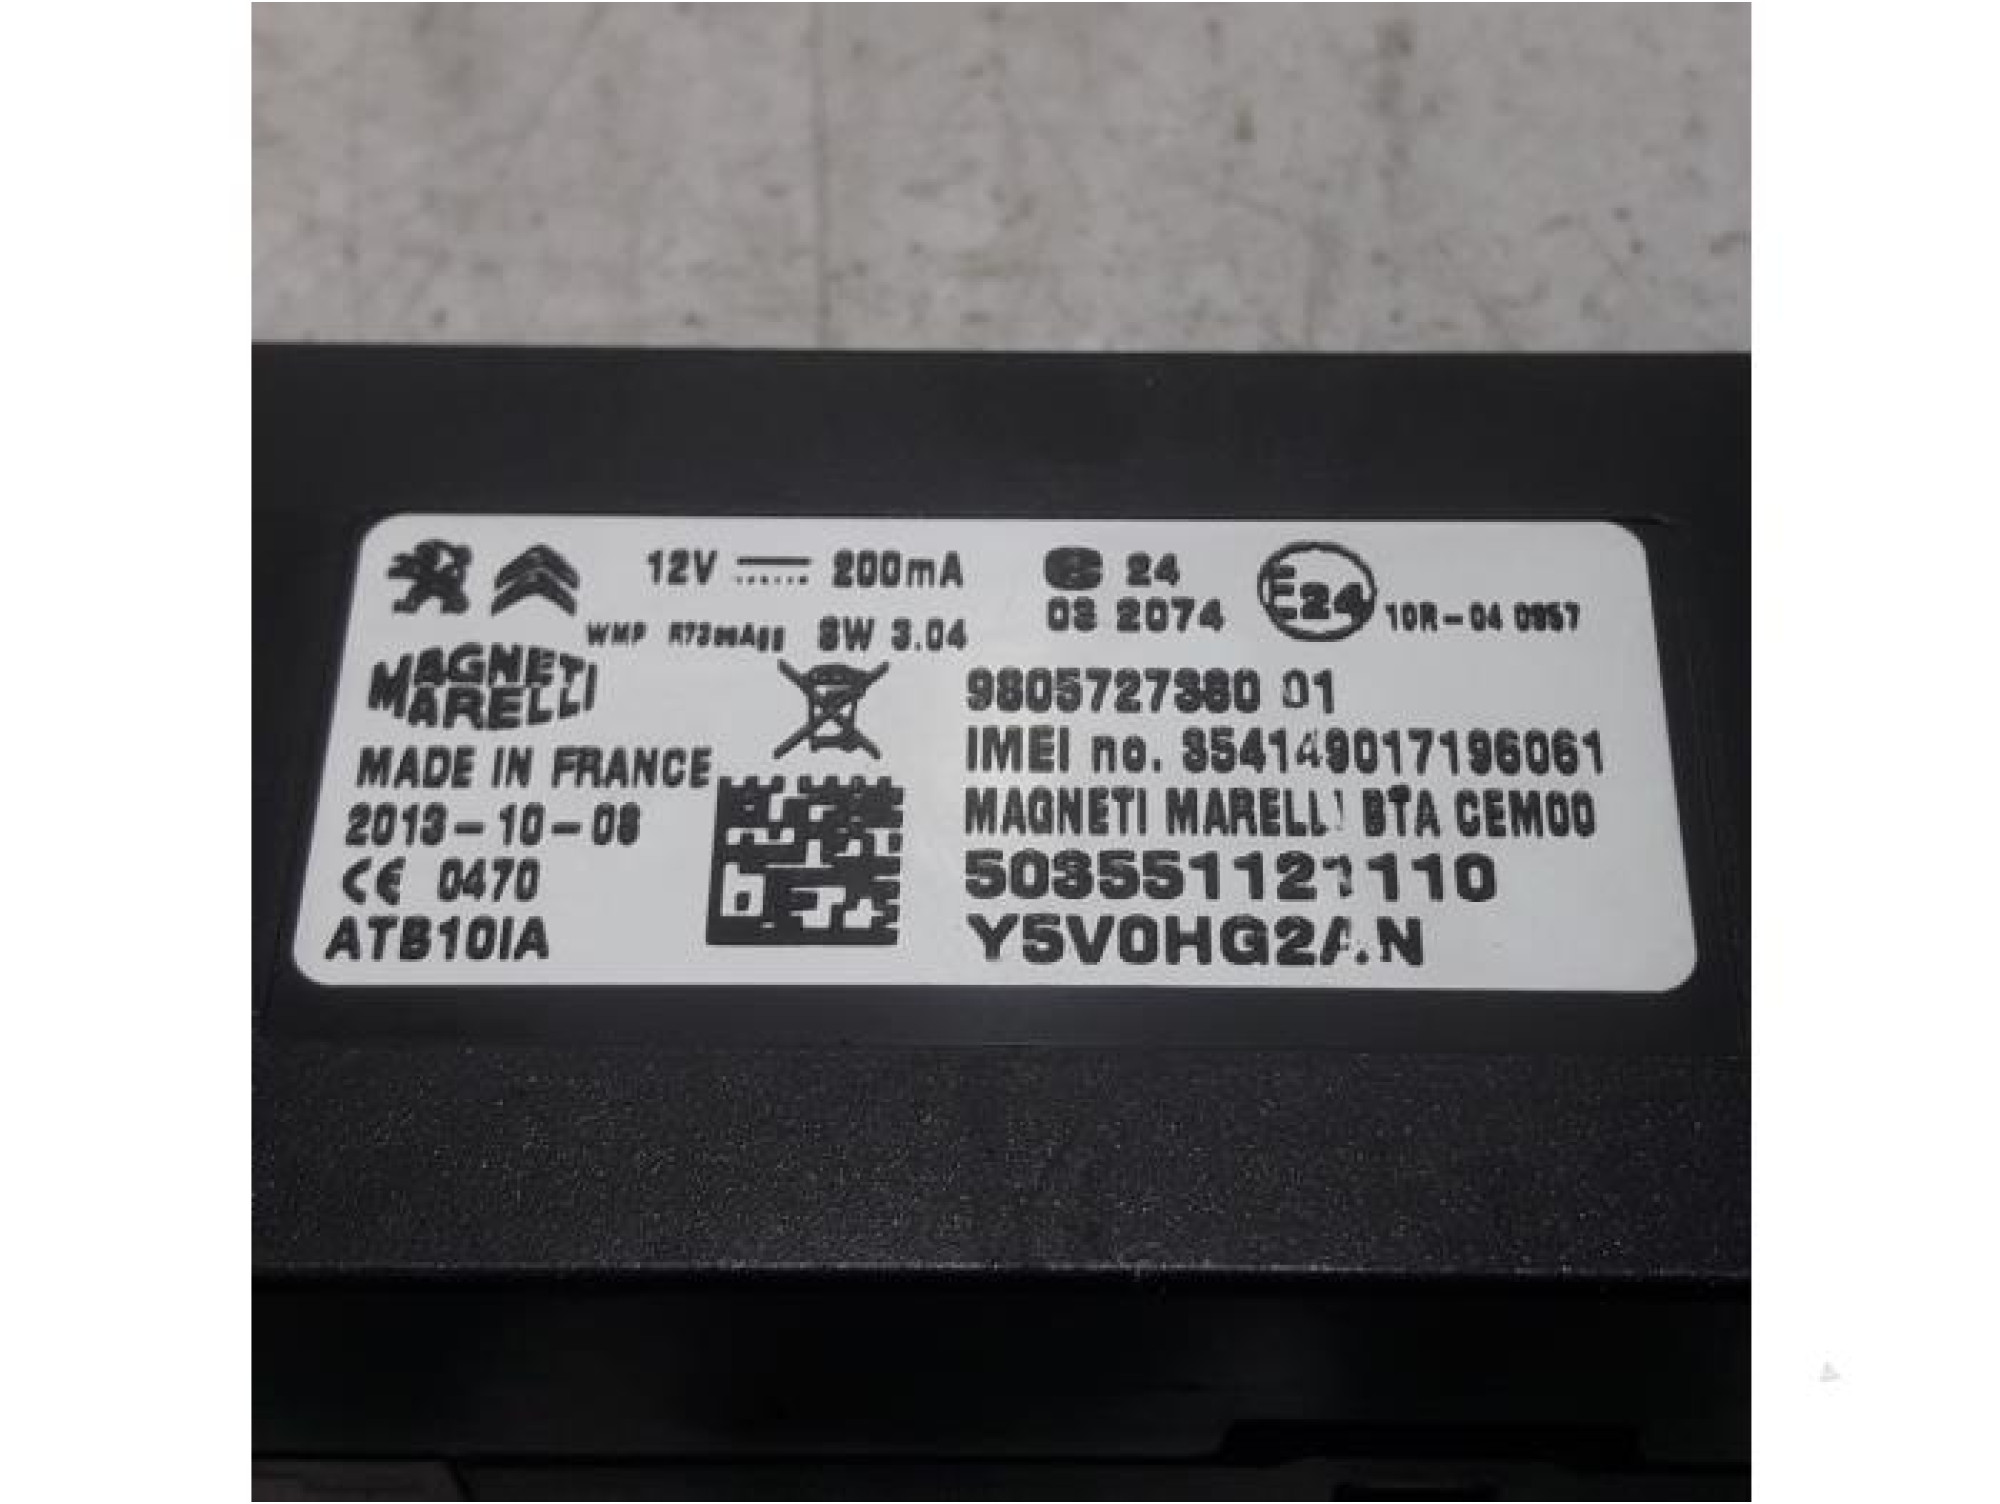 12V 200mA
e 24
03 2074
E24 10R-04 0957
WMP SW 3.04
MAGNETI
MARELLI
9805727380 01
MADE IN FRANCE
IMEI no. 354149017196061
2013-10-08
MAGNETI MARELLI BTA CEM00
CE 0470
503551121110
ATB10IA